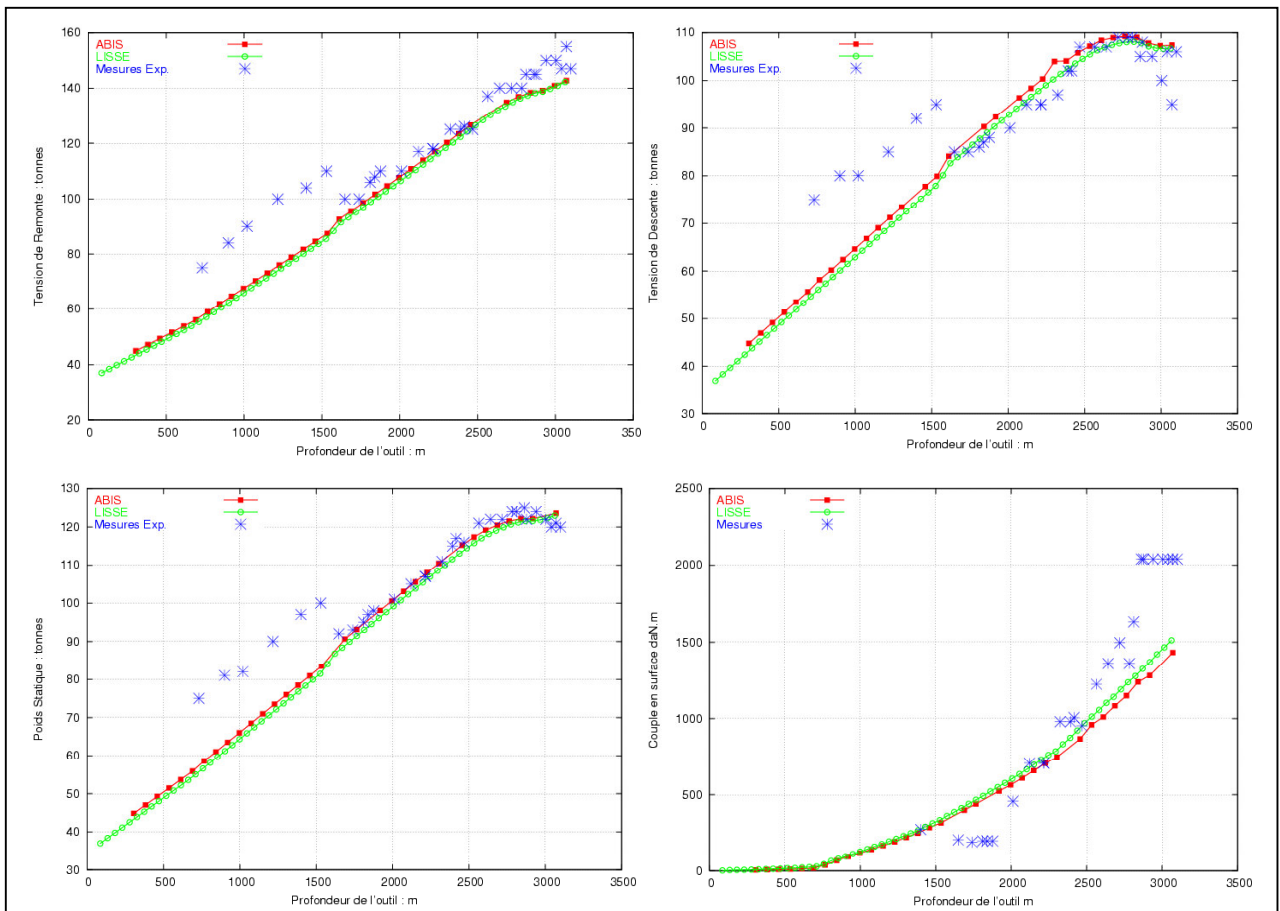 160
140
120
100
80
60
40
20
Tension de Remonte : tonnes
ABIS
LISSE
Mesures Exp.
0 500 1000 1500 2000 2500 3000 350
Profondeur de l'outil : m
110
100
90
80
70
60
50
40
30
Tension de Descente : tonnes
ABIS
LISSE
Mesures Exp.
0 500 1000 1500 2000 2500 3000 3500
Profondeur de l'outil : m
130
120
110
100
90
80
70
60
50
40
30
Poids Statique : tonnes
ABIS
LISSE
Mesures Exp.
0 500 1000 1500 2000 2500 3000 3500
Profondeur de l'outil : m
2500
2000
1500
1000
500
0
Couple en surface daN.m
ABIS
LISSE
Mesures
0 500 1000 1500 2000 2500 3000 3500
Profondeur de l'outil m